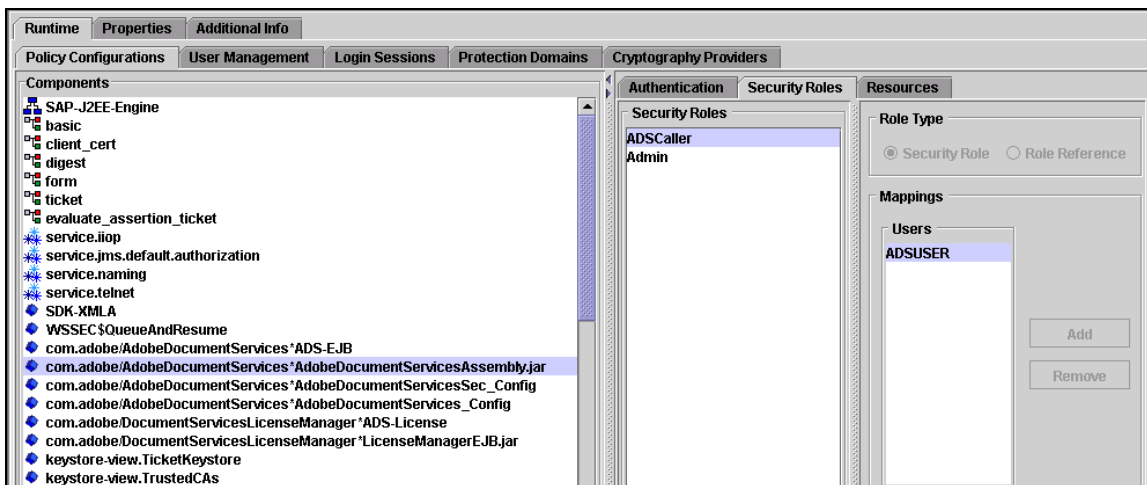 Runtime Properties Additional Info
Policy Configurations User Management Login Sessions Protection Domains Cryptography Providers
Components
SAP-J2EE-Engine
basic
client_cert
digest
form
ticket
evaluate_assertion_ticket
service.iiop
service.jms.default.authorization
service.naming
service.telnet
SDK-XMLA
WSSEC$QueueAndResume
com.adobe/AdobeDocumentServices*ADS-EJB
com.adobe/AdobeDocumentServices*AdobeDocumentServicesAssembly.jar
com.adobe/AdobeDocumentServices*AdobeDocumentServicesSec_Config
com.adobe/AdobeDocumentServices*AdobeDocumentServices_Config
com.adobe/DocumentServicesLicenseManager*ADS-License
com.adobe/DocumentServicesLicenseManager*LicenseManagerEJB.jar
keystore-view.TicketKeystore
keystore-view.TrustedCAs
Authentication Security Roles Resources
Security Roles
ADSCaller
Admin
Role Type
Security Role Role Reference
Mappings
Users
ADSUSER
Add
Remove